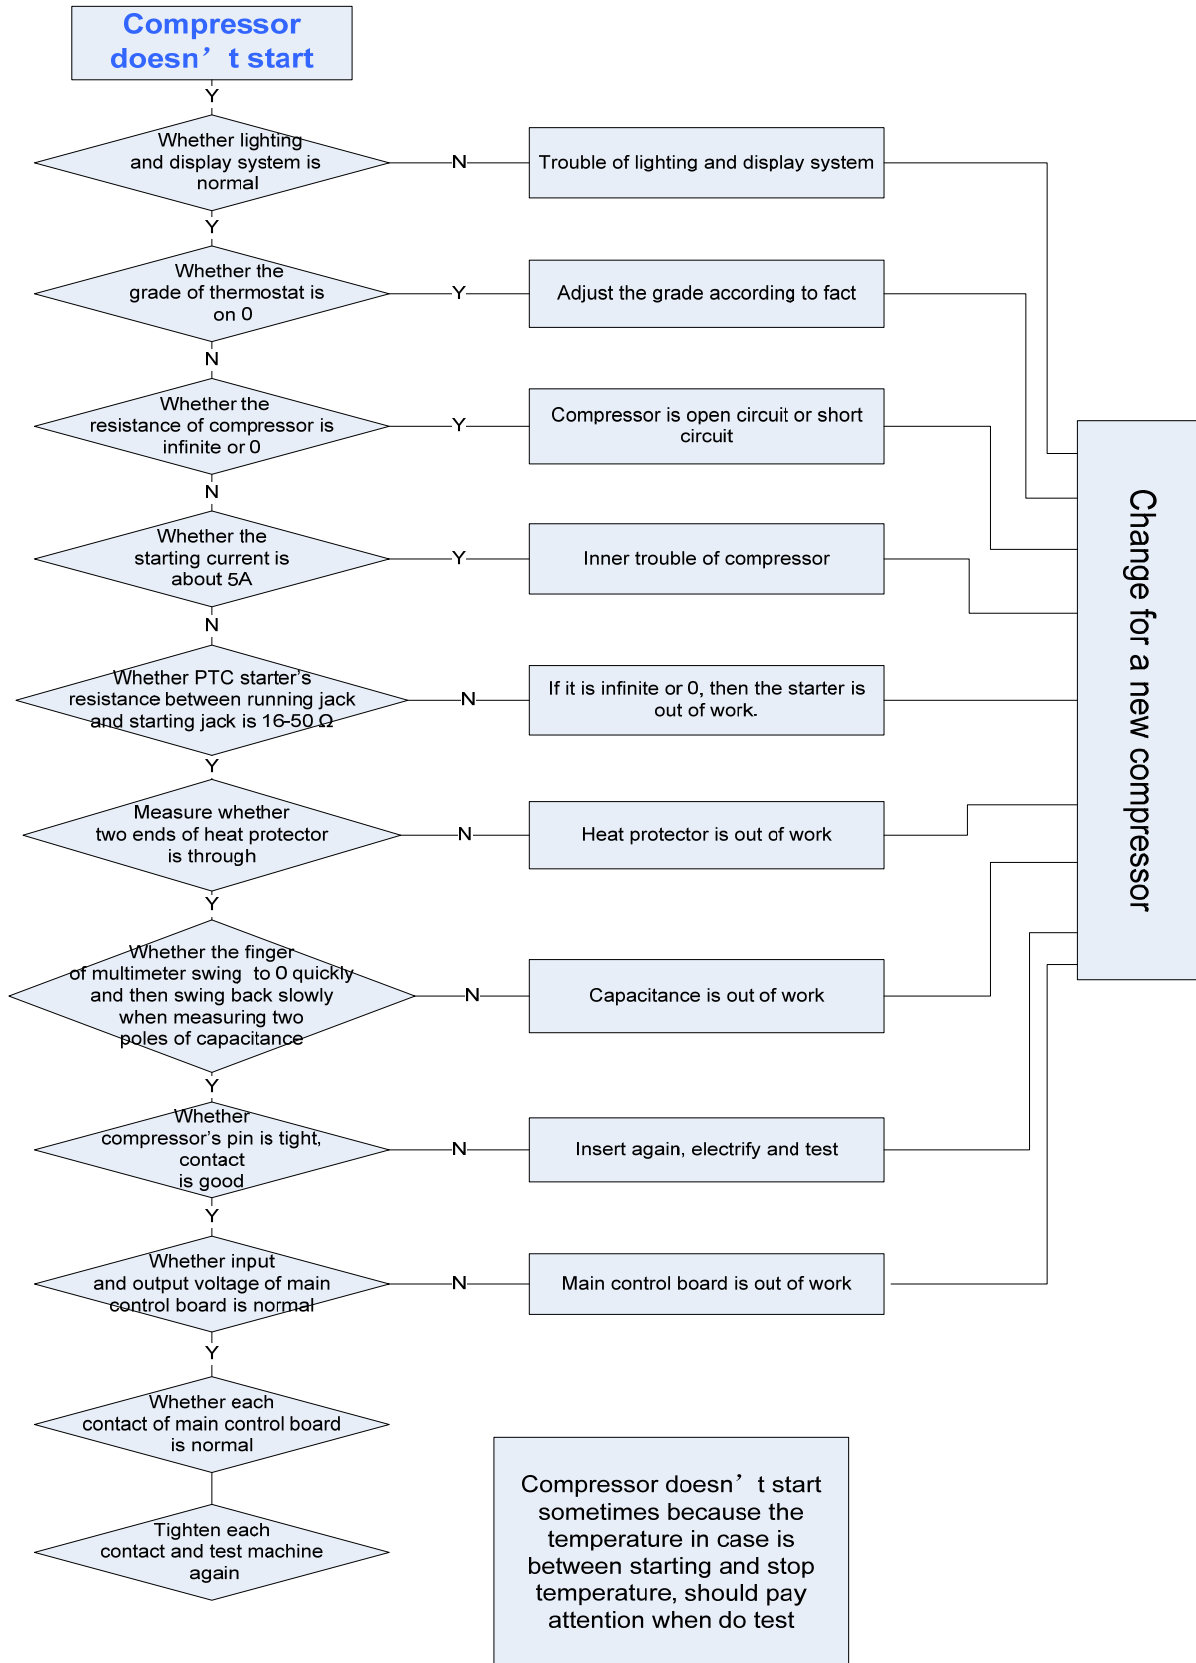 Compressor
doesn’t start
Y
Whether lighting
and display system is
normal
N
Trouble of lighting and display system
Y
Whether the
grade of thermostat is
on 0
Y
Adjust the grade according to fact
N
Whether the
resistance of compressor is
infinite or 0
Y
Compressor is open circuit or short
circuit
N
Whether the
starting current is
about 5A
Y
Inner trouble of compressor
N
Whether PTC starter’s
resistance between running jack
and starting jack is 16-50 Ω
N
If it is infinite or 0, then the starter is
out of work.
Y
Measure whether
two ends of heat protector
is through
N
Heat protector is out of work
Y
Whether the finger
of multimeter swing to 0 quickly
and then swing back slowly
when measuring two
poles of capacitance
N
Capacitance is out of work
Y
Whether
compressor’s pin is tight,
contact
is good
N
Insert again, electrify and test
Y
Whether input
and output voltage of main
control board is normal
N
Main control board is out of work
Y
Whether each
contact of main control board
is normal
Tighten each
contact and test machine
again
Change for a new compressor
Compressor doesn’t start
sometimes because the
temperature in case is
between starting and stop
temperature, should pay
attention when do test